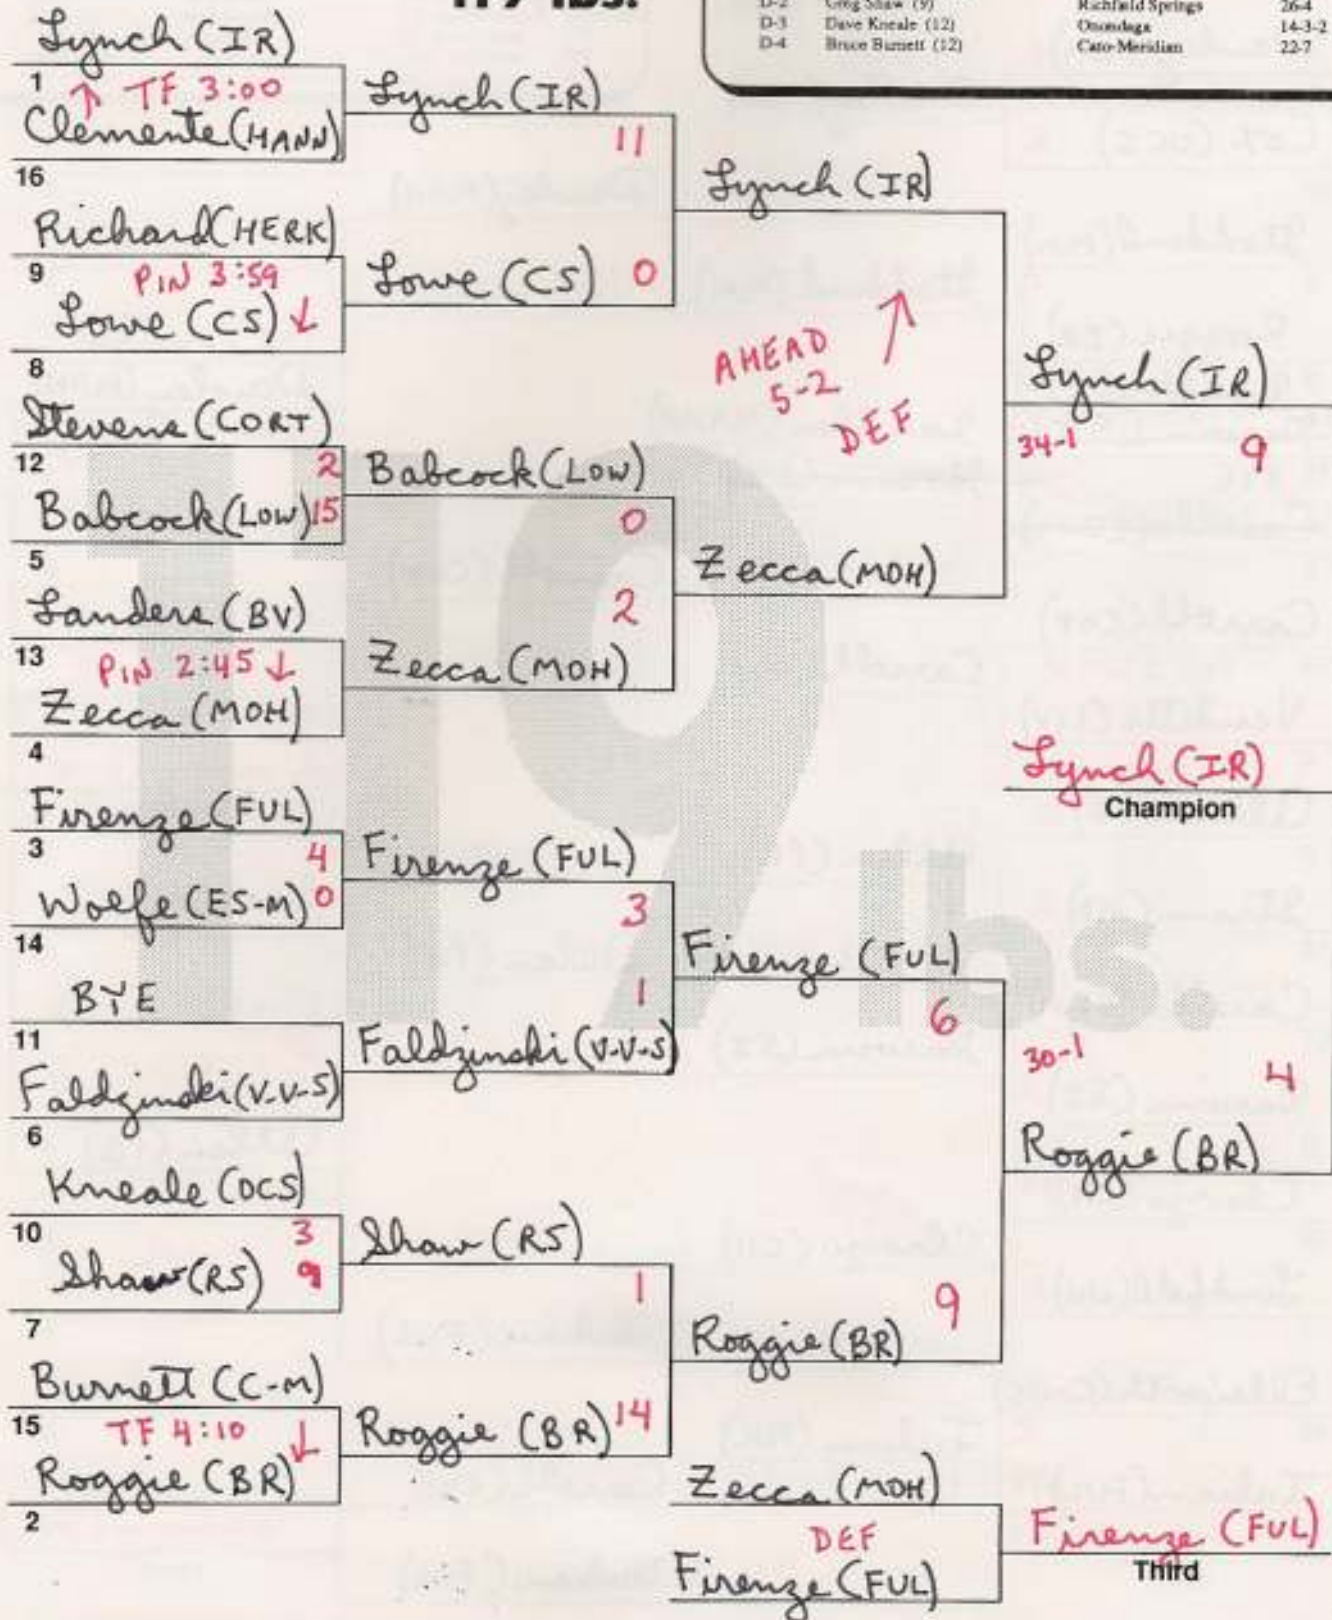 119 lbs.
D-2 Greg Shaw (9) Richfield Springs 26-4
D-3 Dave Kneale (12) Onondaga 14-3-2
D-4 Bruce Burnett (12) Cato-Meridian 22-7
Lynch (IR)
1
↑ TF 3:00
Clemente (HANN)
16
Richard (HERK)
9
PIN 3:59
Lowe (CS) ↓
8
Stevens (CORT)
12 2
Babcock (LOW) 15
5
Sanders (BV)
13
PIN 2:45 ↓
Zecca (MOH)
4
Firenze (FUL)
3 4
Wolfe (ES-M) 0
14
BYE
11
Faldzinski (V-V-S)
6
Kneale (OCS)
10 3
Shaw (RS) 9
7
Burnett (C-M)
15
TF 4:10 ↓
Roggie (BR)
2
Lynch (IR)
11
Lowe (CS) 0
Babcock (LOW)
0
2
Zecca (MOH)
Firenze (FUL)
3
1
Faldzinski (V-V-S)
Shaw (RS)
1
Roggie (BR) 14
Lynch (IR)
AHEAD
5-2
DEF
↑
Zecca (MOH)
Firenze (FUL)
6
9
Roggie (BR)
Lynch (IR)
34-1 9
30-1 4
Roggie (BR)
Lynch (IR)
Champion
Zecca (MOH)
DEF
Firenze (FUL)
Firenze (FUL)
Third
119
lbs.